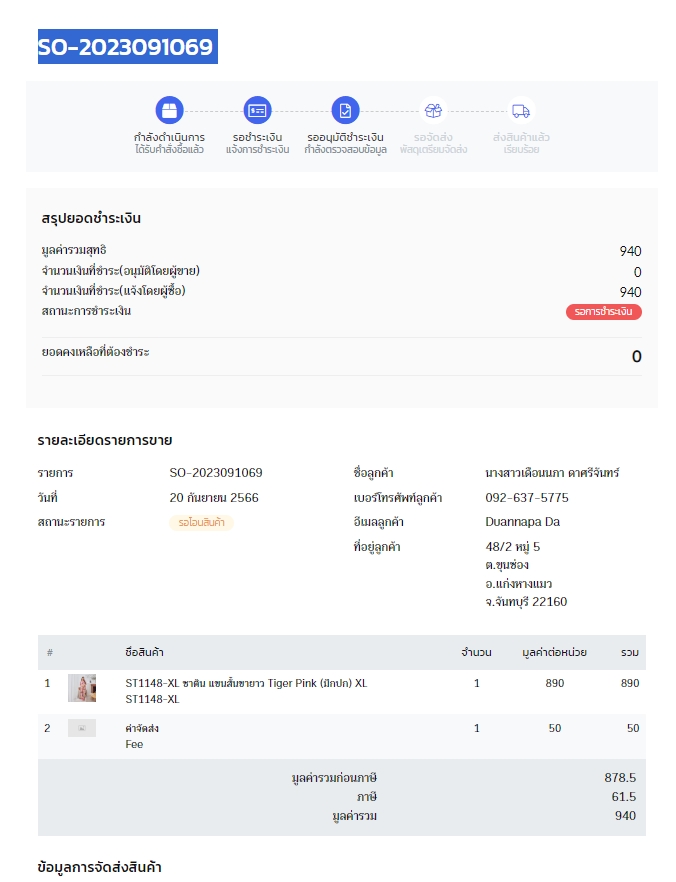 SO-2023091069
กำลังดำเนินการ
ได้รับคำสั่งซื้อแล้ว
รอชำระเงิน
แจ้งการชำระเงิน
รออนุมัติชำระเงิน
กำลังตรวจสอบข้อมูล
รอจัดส่ง
พัสดุเตรียมจัดส่ง
ส่งสินค้าแล้ว
เรียบร้อย
สรุปยอดชำระเงิน
มูลค่ารวมสุทธิ 940
จำนวนเงินที่ชำระ(อนุมัติโดยผู้ขาย) 0
จำนวนเงินที่ชำระ(แจ้งโดยผู้ซื้อ) 940
สถานะการชำระเงิน รอการชำระเงิน
ยอดคงเหลือที่ต้องชำระ 0
รายละเอียดรายการขาย
รายการ SO-2023091069
วันที่ 20 กันยายน 2566
สถานะรายการ รอโอนสินค้า
ชื่อลูกค้า นางสาวเดือนนภา ดาศรีจันทร์
เบอร์โทรศัพท์ลูกค้า 092-637-5775
อีเมลลูกค้า Duannapa Da
ที่อยู่ลูกค้า 48/2 หมู่ 5
ต.ขุนซ่อง
อ.แก่งหางแมว
จ.จันทบุรี 22160
# ชื่อสินค้า จำนวน มูลค่าต่อหน่วย รวม
1 ST1148-XL ซาติน แขนสั้นขายาว Tiger Pink (มีกปก) XL 1 890 890
ST1148-XL
2 ค่าจัดส่ง 1 50 50
Fee
มูลค่ารวมก่อนภาษี 878.5
ภาษี 61.5
มูลค่ารวม 940
ข้อมูลการจัดส่งสินค้า